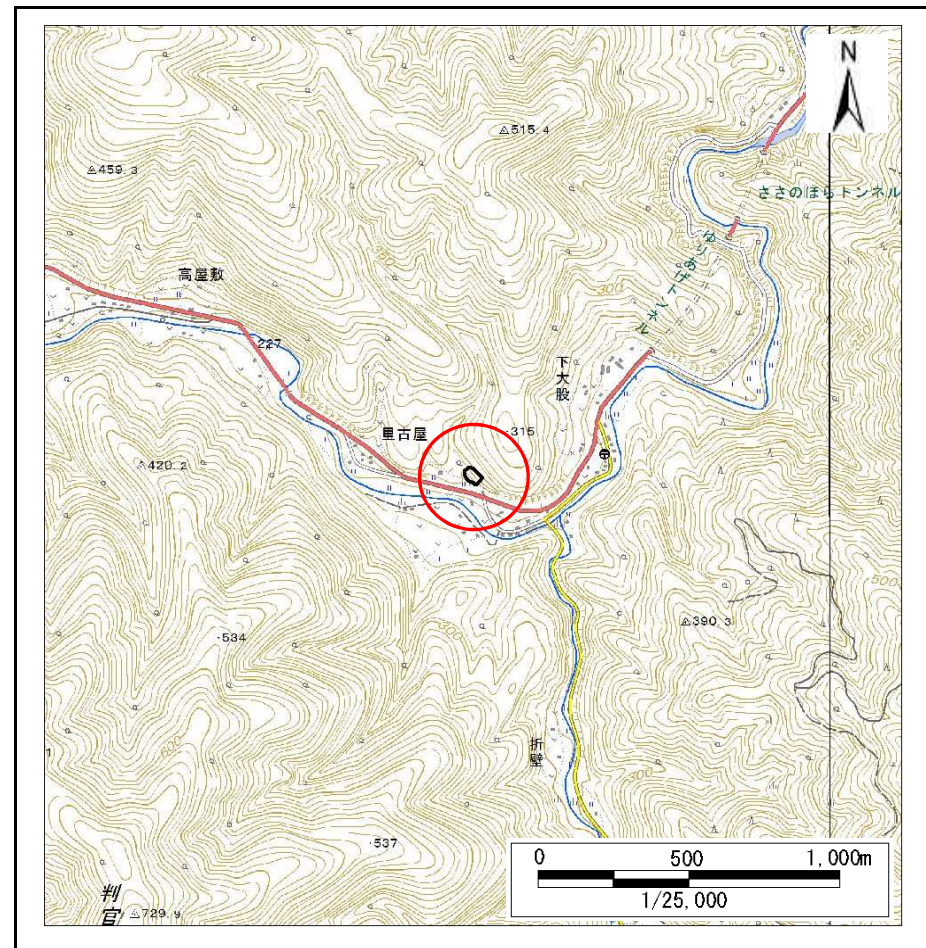 N
△515.4
△459.3
ささのほらトンネル
ゆりあげトンネル
高屋敷
300
227
下大股
里古屋
・315
△420.2
500
300
△390.3
・534
折壁
600
300
・537
0 500 1,000m
1/25,000
判官
△729.9